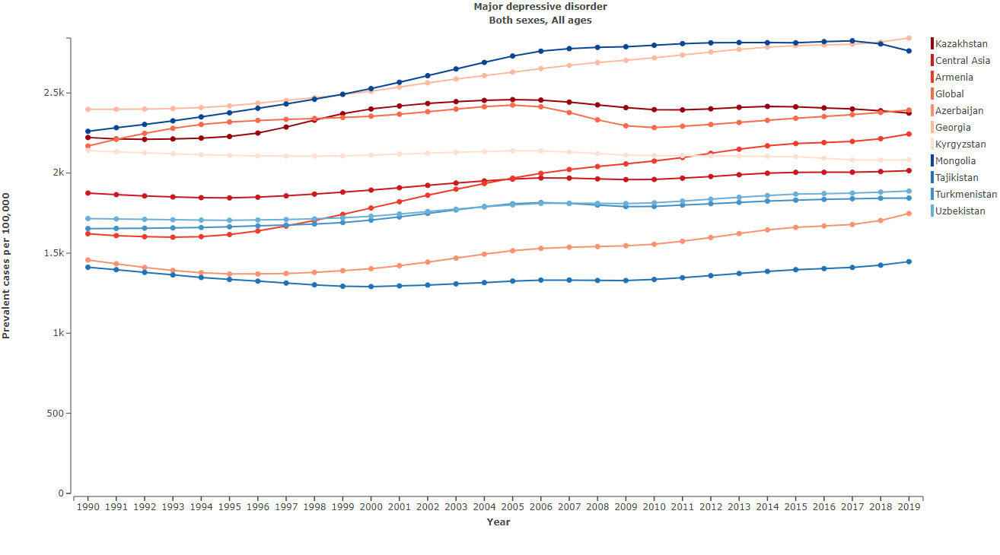 Major depressive disorder
Both sexes, All ages
Prevalent cases per 100,000
2.5k
2k
1.5k
1k
500
0
1990 1991 1992 1993 1994 1995 1996 1997 1998 1999 2000 2001 2002 2003 2004 2005 2006 2007 2008 2009 2010 2011 2012 2013 2014 2015 2016 2017 2018 2019
Year
Kazakhstan
Central Asia
Armenia
Global
Azerbaijan
Georgia
Kyrgyzstan
Mongolia
Tajikistan
Turkmenistan
Uzbekistan